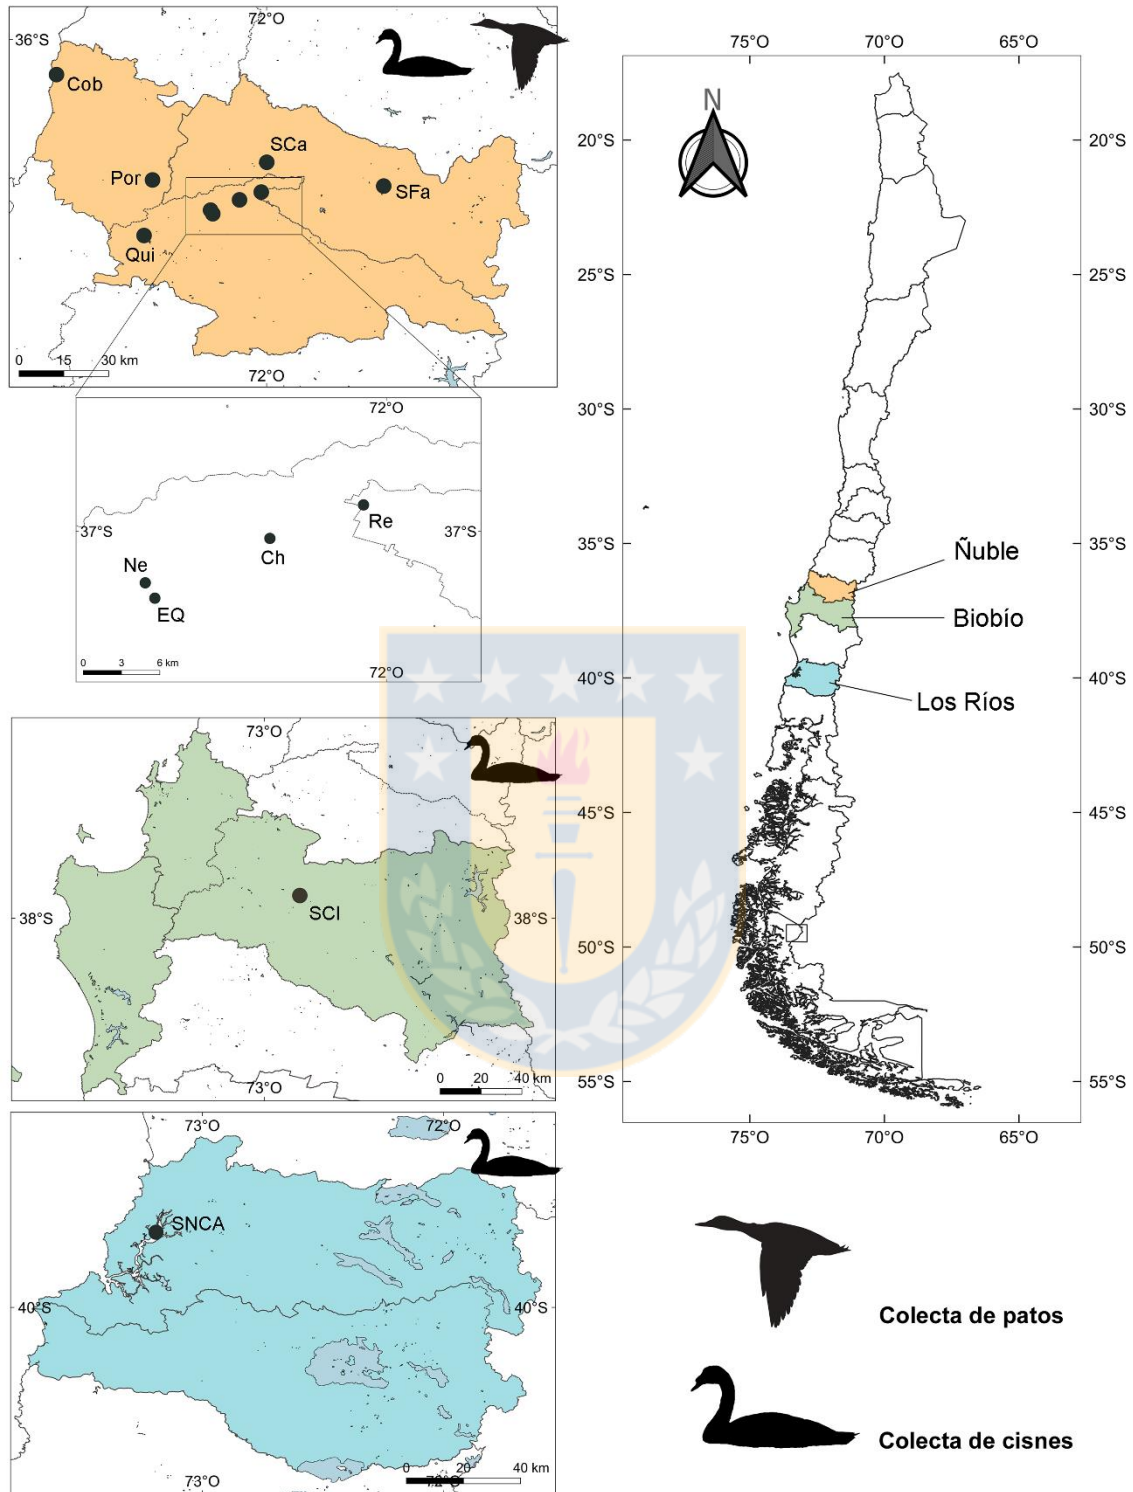 72°O
36°S
Cob
SCa
Por
SFa
Qui
0 15 30 km
72°O
72°O
37°S
37°S
Re
Ch
Ne
EQ
0 3 6 km
72°O
73°O
38°S
38°S
SCI
73°O
0 20 40 km
73°O
72°O
SNCA
40°S
40°S
73°O
72°O
0 20 40 km
75°O 70°O 65°O
N
20°S 20°S
25°S 25°S
30°S 30°S
35°S 35°S
Ñuble
Biobío
40°S 40°S
Los Ríos
45°S 45°S
50°S 50°S
55°S 55°S
75°O 70°O 65°O
Colecta de patos
Colecta de cisnes